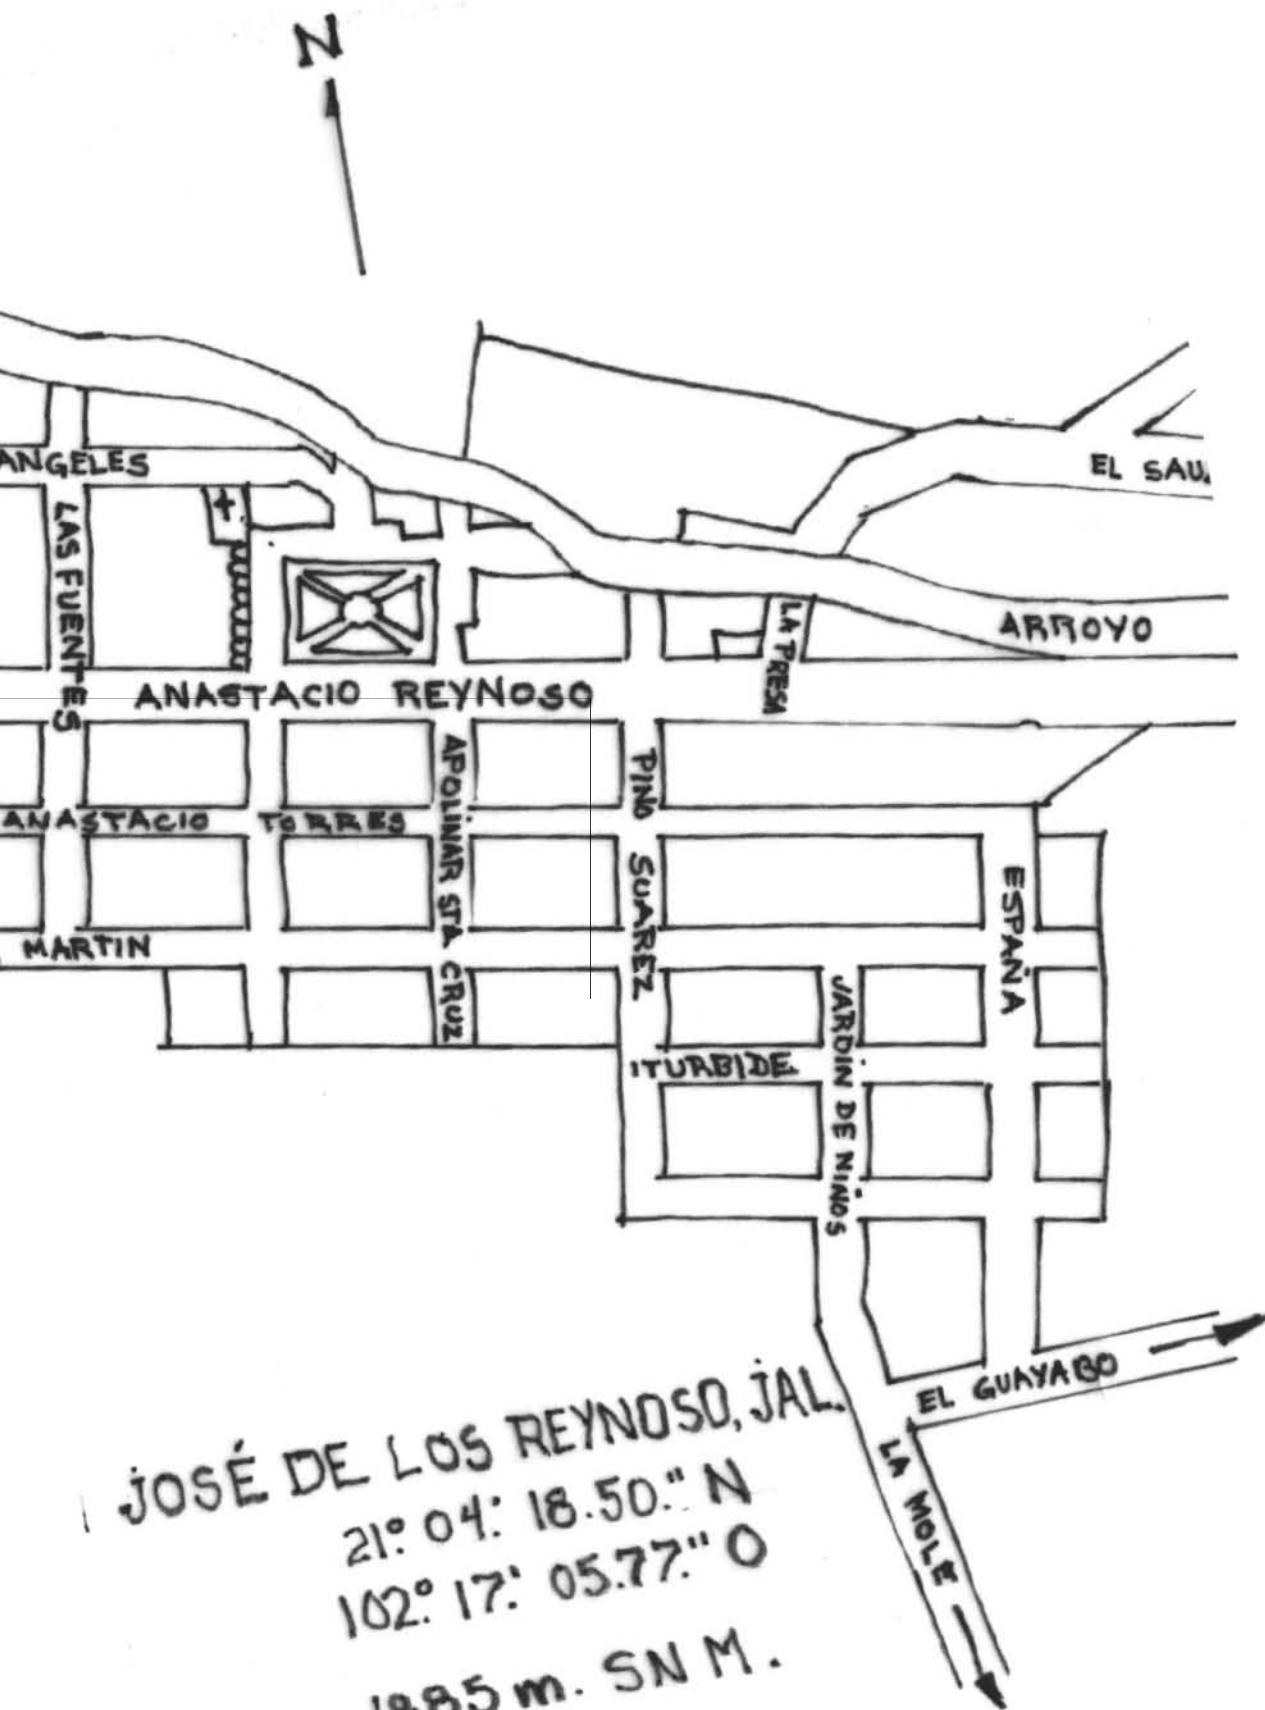 N
ANGELES
EL SAU
LAS FUENTES
ARROYO
LA PRESA
ANASTACIO REYNOSO
APOLINAR STA CRUZ
PINO SUAREZ
ANASTACIO TORRES
ESPAÑA
MARTIN
JARDIN DE NIÑOS
ITURBIDE
EL GUAYABO
LA MOLE
JOSÉ DE LOS REYNOSO, JAL.
21° 04' 18.50" N
102° 17' 05.77" O
1885 m. SN M.